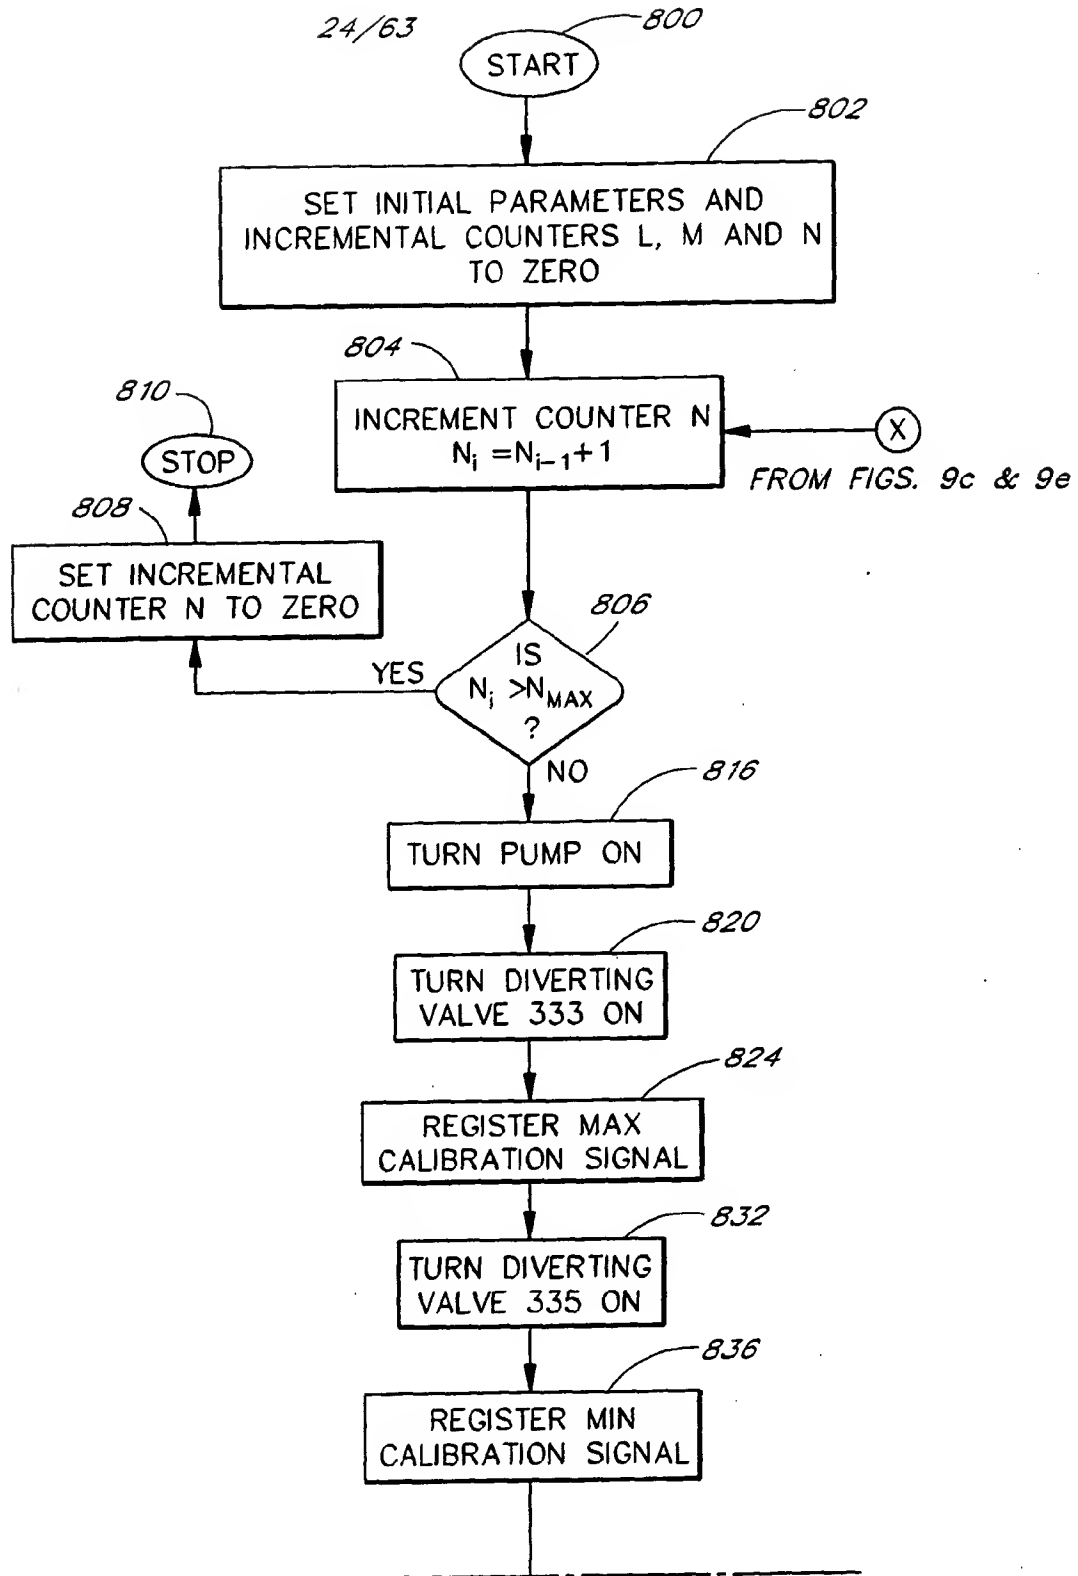 24/63
800
START
802
SET INITIAL PARAMETERS AND
INCREMENTAL COUNTERS L, M AND N
TO ZERO
804
INCREMENT COUNTER N
Nᵢ =Nᵢ₋₁+1
X
FROM FIGS. 9c & 9e
810
STOP
808
SET INCREMENTAL
COUNTER N TO ZERO
806
IS
Nᵢ >N_MAX
?
YES
NO
816
TURN PUMP ON
820
TURN DIVERTING
VALVE 333 ON
824
REGISTER MAX
CALIBRATION SIGNAL
832
TURN DIVERTING
VALVE 335 ON
836
REGISTER MIN
CALIBRATION SIGNAL